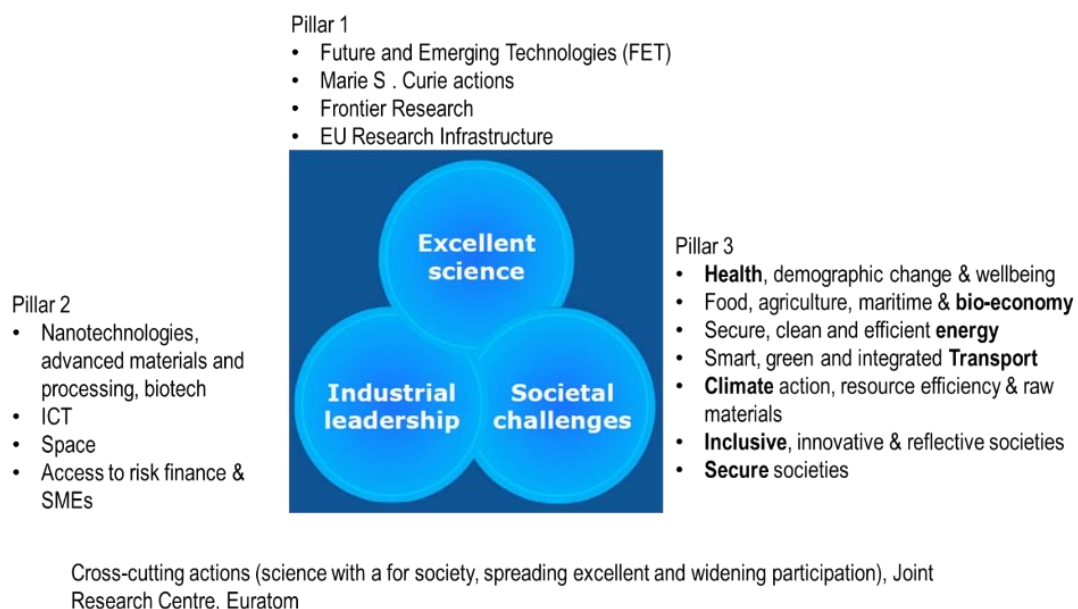 Pillar 1
• Future and Emerging Technologies (FET)
• Marie S . Curie actions
• Frontier Research
• EU Research Infrastructure
Excellent
science
Industrial
leadership
Societal
challenges
Pillar 2
• Nanotechnologies,
advanced materials and
processing, biotech
• ICT
• Space
• Access to risk finance &
SMEs
Pillar 3
• Health, demographic change & wellbeing
• Food, agriculture, maritime & bio-economy
• Secure, clean and efficient energy
• Smart, green and integrated Transport
• Climate action, resource efficiency & raw
materials
• Inclusive, innovative & reflective societies
• Secure societies
Cross-cutting actions (science with a for society, spreading excellent and widening participation), Joint
Research Centre, Euratom